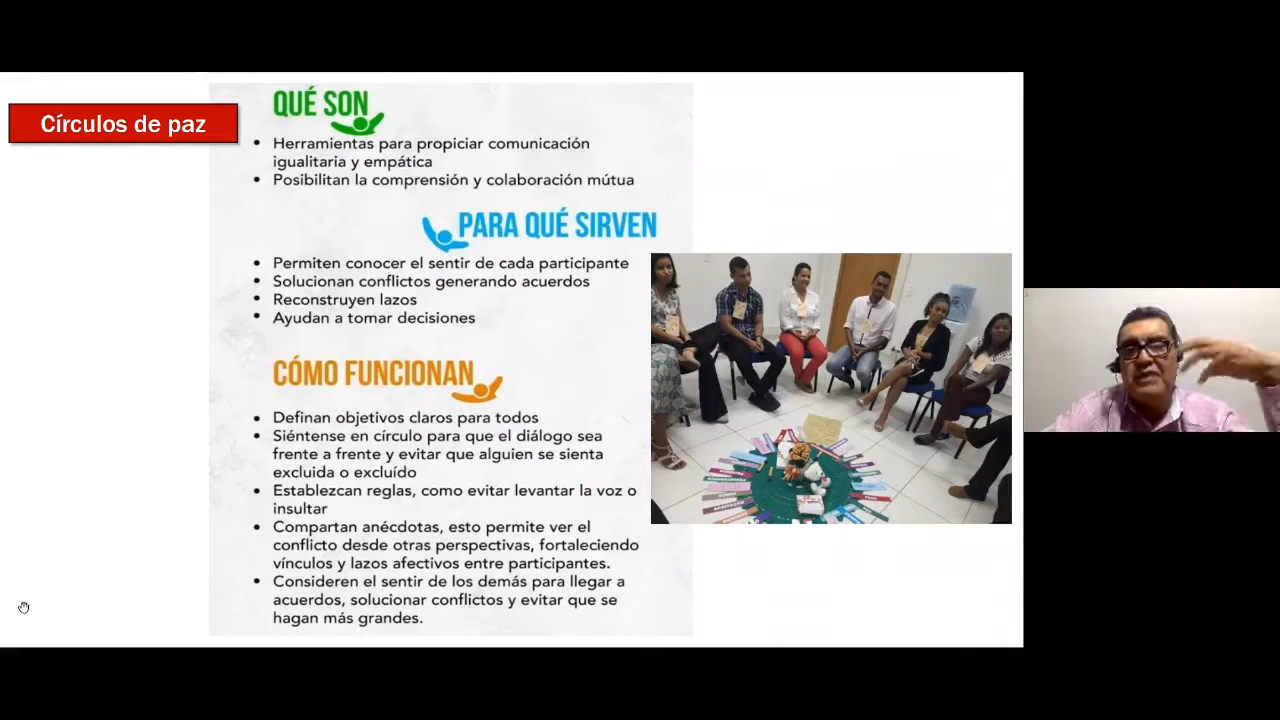 Círculos de paz
QUÉ SON
• Herramientas para propiciar comunicación
igualitaria y empática
• Posibilitan la comprensión y colaboración mútua
PARA QUÉ SIRVEN
• Permiten conocer el sentir de cada participante
• Solucionan conflictos generando acuerdos
• Reconstruyen lazos
• Ayudan a tomar decisiones
CÓMO FUNCIONAN
• Definan objetivos claros para todos
• Siéntense en círculo para que el diálogo sea
frente a frente y evitar que alguien se sienta
excluida o excluído
• Establezcan reglas, como evitar levantar la voz o
insultar
• Compartan anécdotas, esto permite ver el
conflicto desde otras perspectivas, fortaleciendo
vínculos y lazos afectivos entre participantes.
• Consideren el sentir de los demás para llegar a
acuerdos, solucionar conflictos y evitar que se
hagan más grandes.